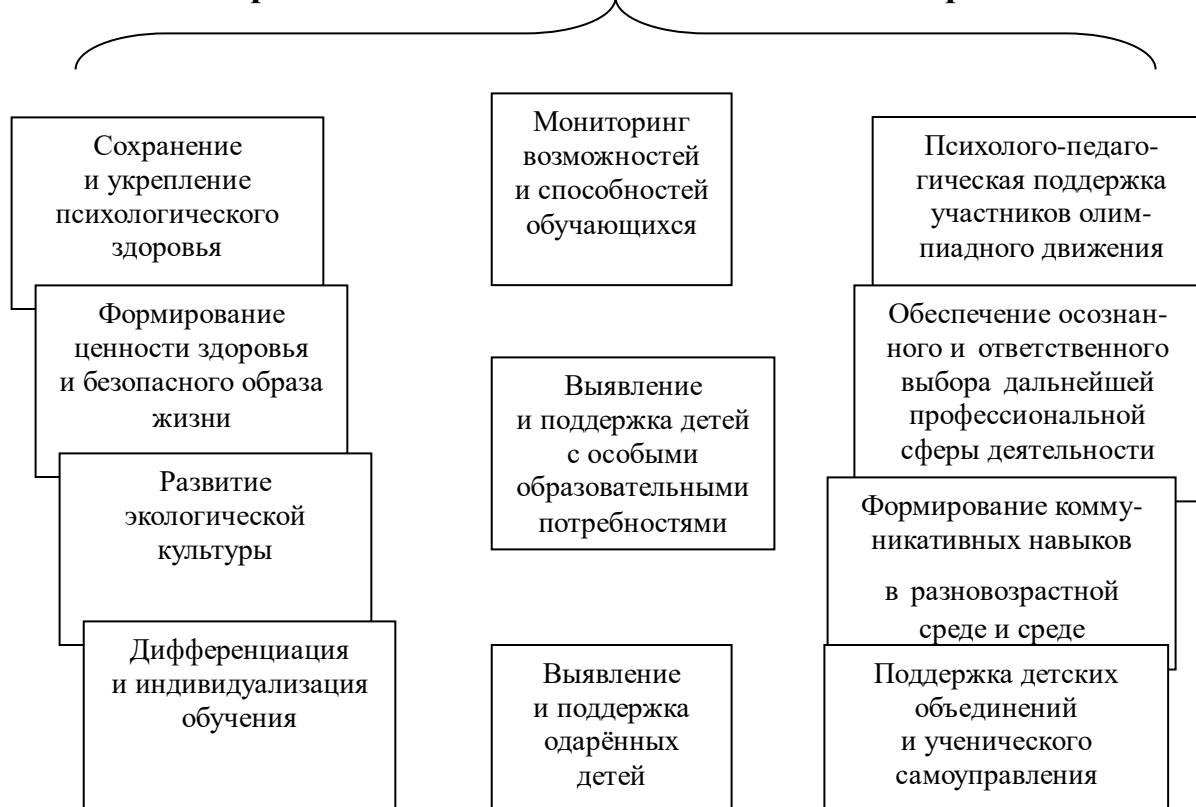 Сохранение
и укрепление
психологического
здоровья
Формирование
ценности здоровья
и безопасного образа
жизни
Развитие
экологической
культуры
Дифференциация
и индивидуализация
обучения
Мониторинг
возможностей
и способностей
обучающихся
Выявление
и поддержка детей
с особыми
образовательными
потребностями
Выявление
и поддержка
одарённых
детей
Психолого-педаго-
гическая поддержка
участников олим-
пиадного движения
Обеспечение осознан-
ного и ответственного
выбора дальнейшей
профессиональной
сферы деятельности
Формирование комму-
никативных навыков
в разновозрастной
среде и среде
Поддержка детских
объединений
и ученического
самоуправления